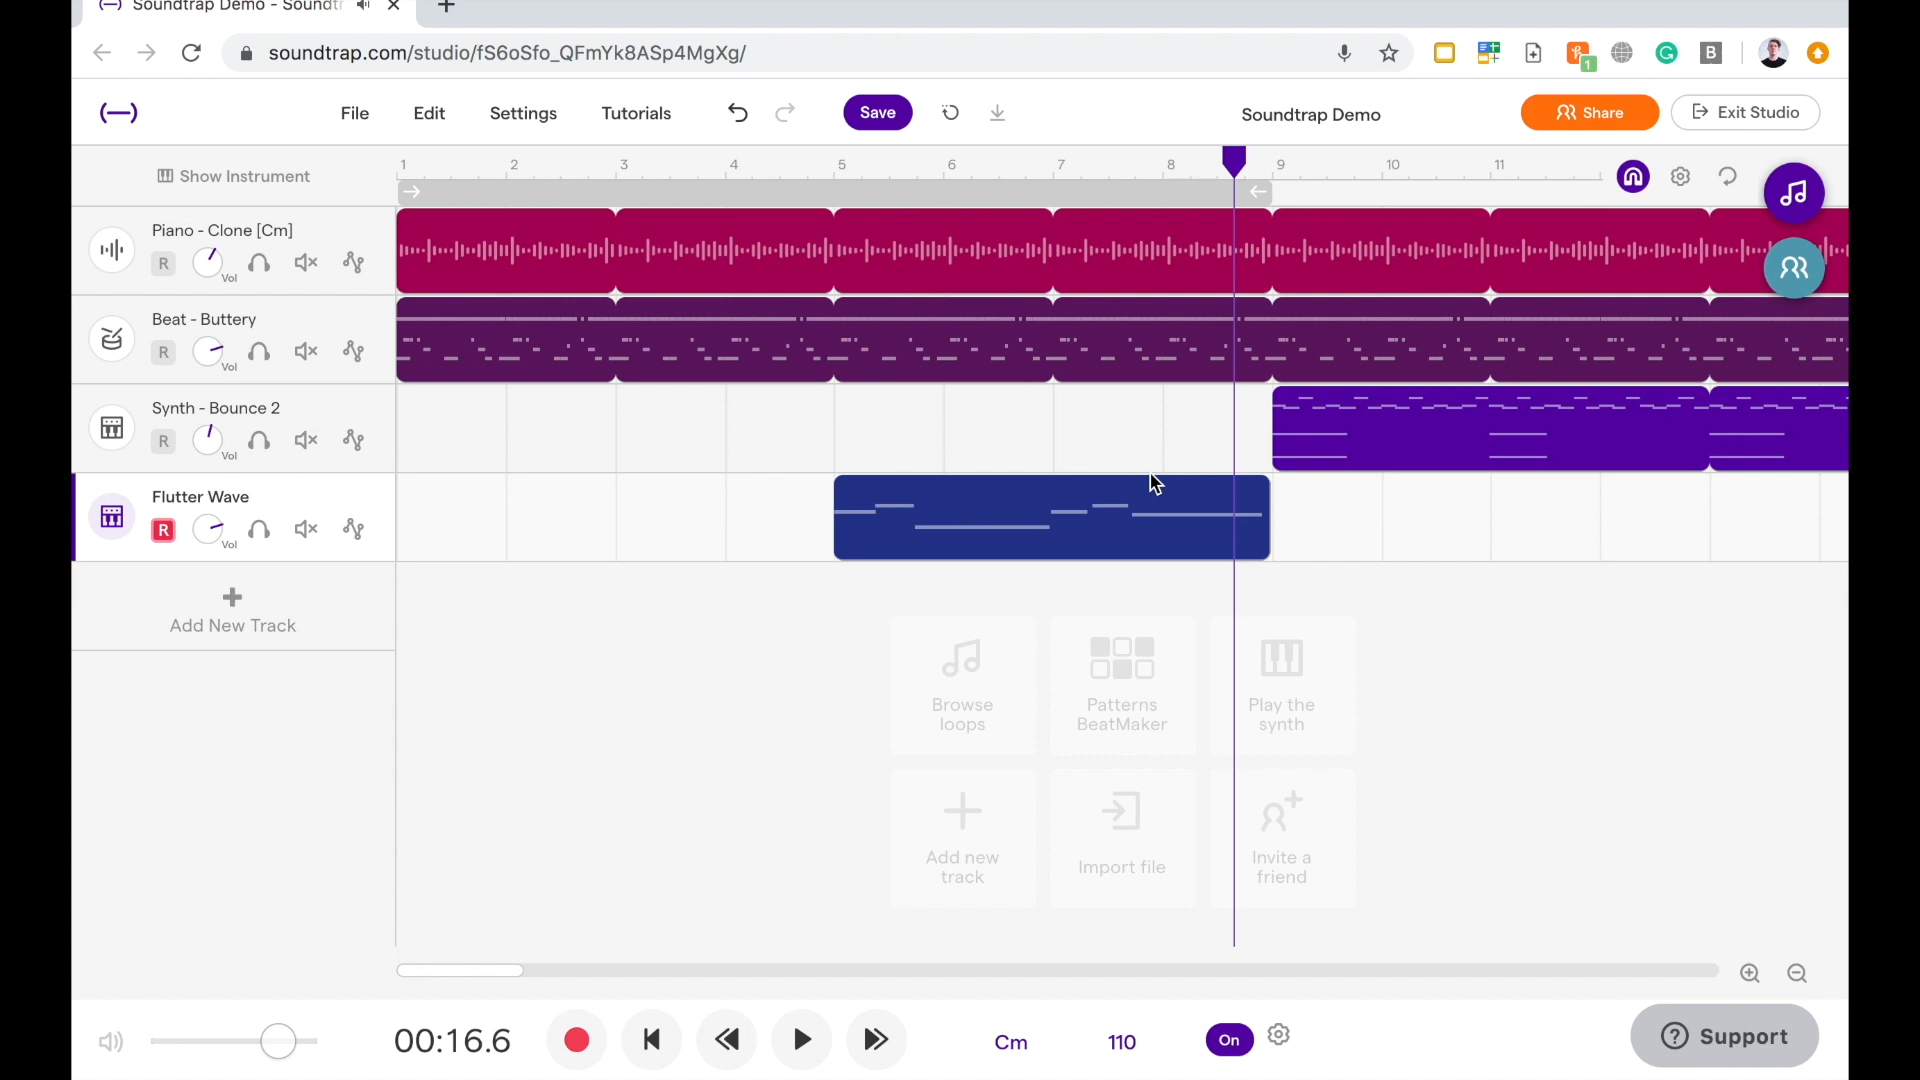 Soundtrap Demo - Soundtr
soundtrap.com/studio/fS6oSfo_QFmYk8ASp4MgXg/
1
B
File
Edit
Settings
Tutorials
Save
Soundtrap Demo
Share
Exit Studio
Show Instrument
1 2 3 4 5 6 7 8 9 10 11
Piano - Clone [Cm]
R
Vol
Beat - Buttery
R
Vol
Synth - Bounce 2
R
Vol
Flutter Wave
R
Vol
Add New Track
Browse
loops
Patterns
BeatMaker
Play the
synth
Add new
track
Import file
Invite a
friend
00:16.6
Cm
110
On
Support